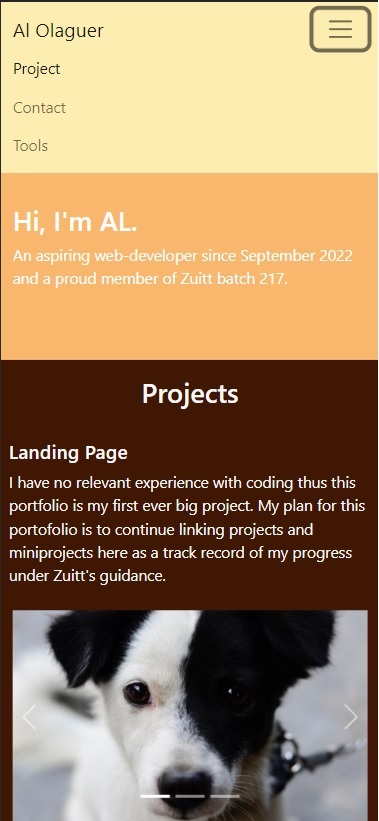 Al Olaguer
Project
Contact
Tools
Hi, I'm AL.
An aspiring web-developer since September 2022
and a proud member of Zuitt batch 217.
Projects
Landing Page
I have no relevant experience with coding thus this
portfolio is my first ever big project. My plan for this
portofolio is to continue linking projects and
miniprojects here as a track record of my progress
under Zuitt's guidance.